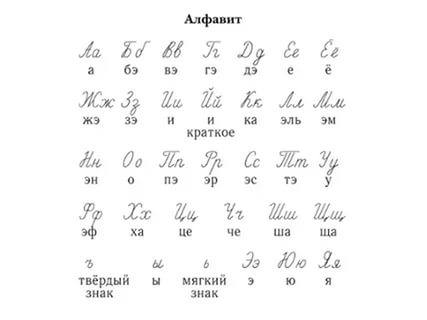 Алфавит
Аа Бб Вв Гг Дд Ее Ёё
а бэ вэ гэ дэ е ё
Жж Зз Ии Йй Кк Лл Мм
жэ зэ и и ка эль эм
краткое
Нн Оо Пп Рр Сс Тт Уу
эн о пэ эр эс тэ у
Фф Хх Цц Чч Шш Щщ
эф ха це че ша ща
ъ ы ь Ээ Юю Яя
твёрдый ы мягкий э ю я
знак знак